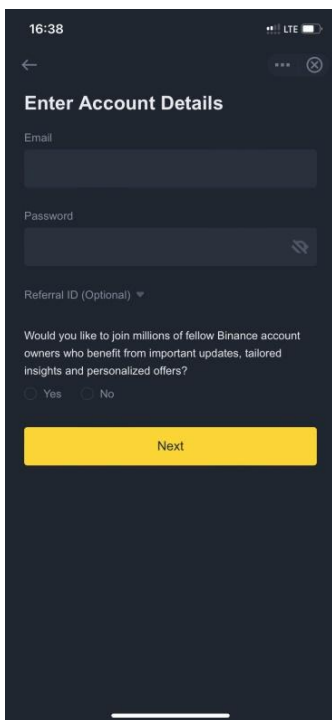 16:38
LTE
Enter Account Details
Email
Password
Referral ID (Optional)
Would you like to join millions of fellow Binance account
owners who benefit from important updates, tailored
insights and personalized offers?
Yes No
Next